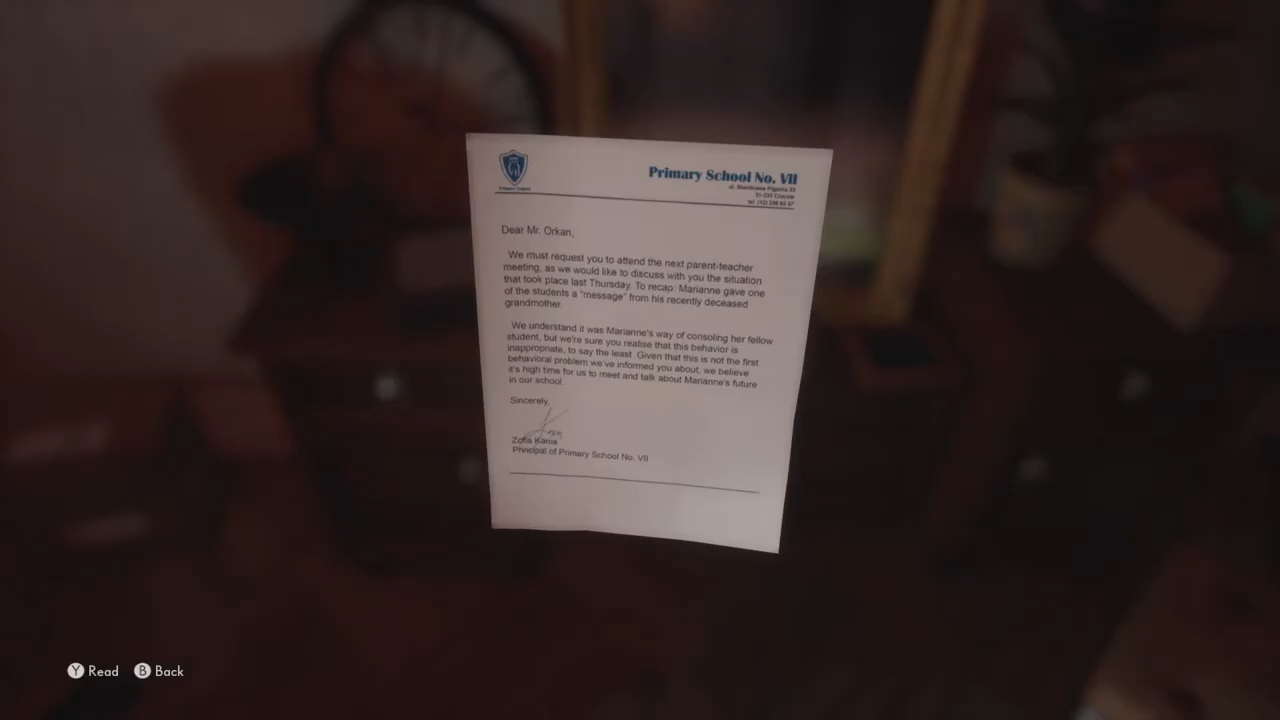 Primary School No. VII
31-233 Cracow
Primary School
Dear Mr. Orkan,
We must request you to attend the next parent-teacher
meeting, as we would like to discuss with you the situation
that took place last Thursday. To recap: Marianne gave one
of the students a "message" from his recently deceased
grandmother.
We understand it was Marianne's way of consoling her fellow
student, but we're sure you realise that this behavior is
inappropriate, to say the least. Given that this is not the first
behavioral problem we've informed you about, we believe
it's high time for us to meet and talk about Marianne's future
in our school.
Sincerely,
Zofia Kania
Principal of Primary School No. VII
Y Read B Back